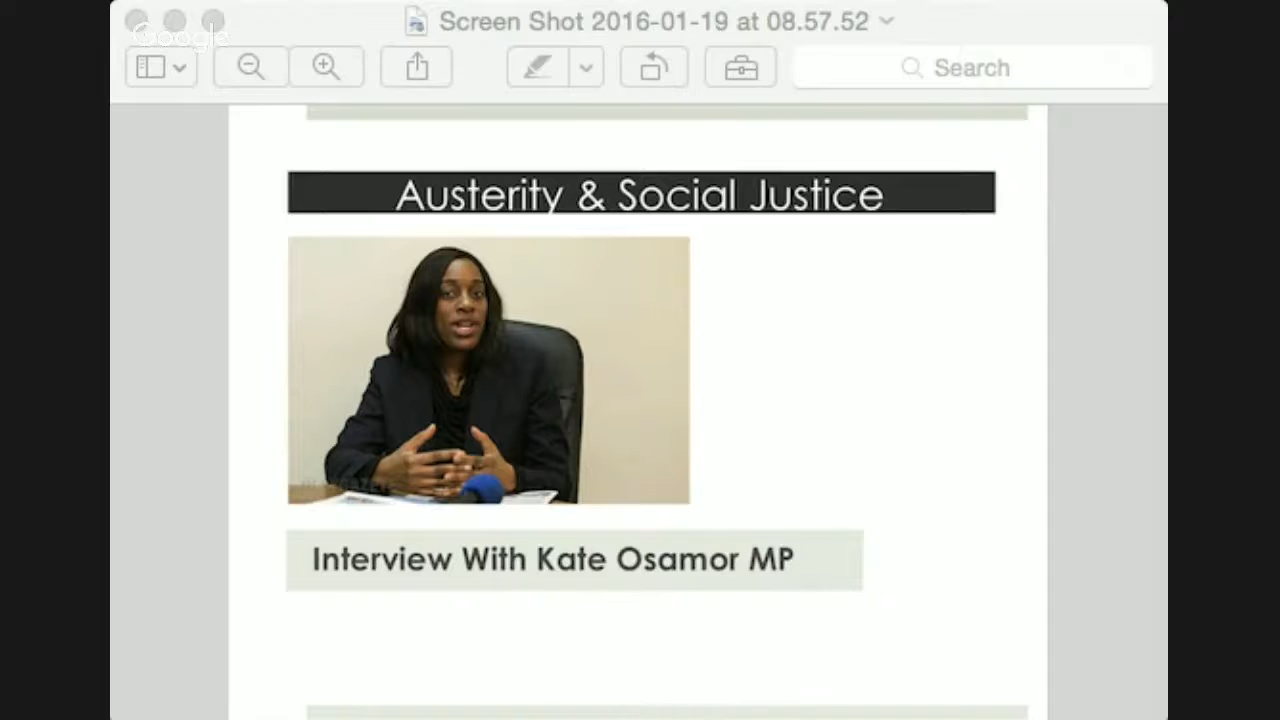 Screen Shot 2016-01-19 at 08.57.52
Google
Search
Austerity & Social Justice
Interview With Kate Osamor MP